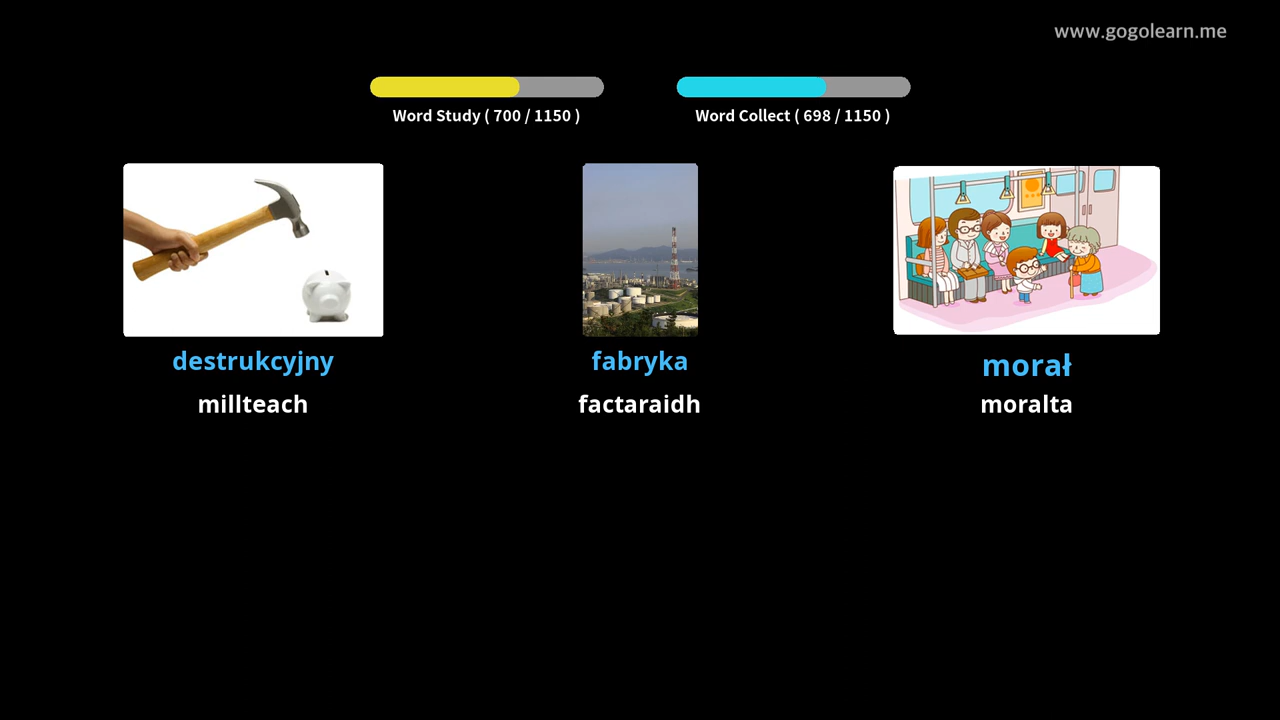 www.gogolearn.me
Word Study ( 700 / 1150 )
Word Collect ( 698 / 1150 )
destrukcyjny
fabryka
morał
millteach
factaraidh
moralta